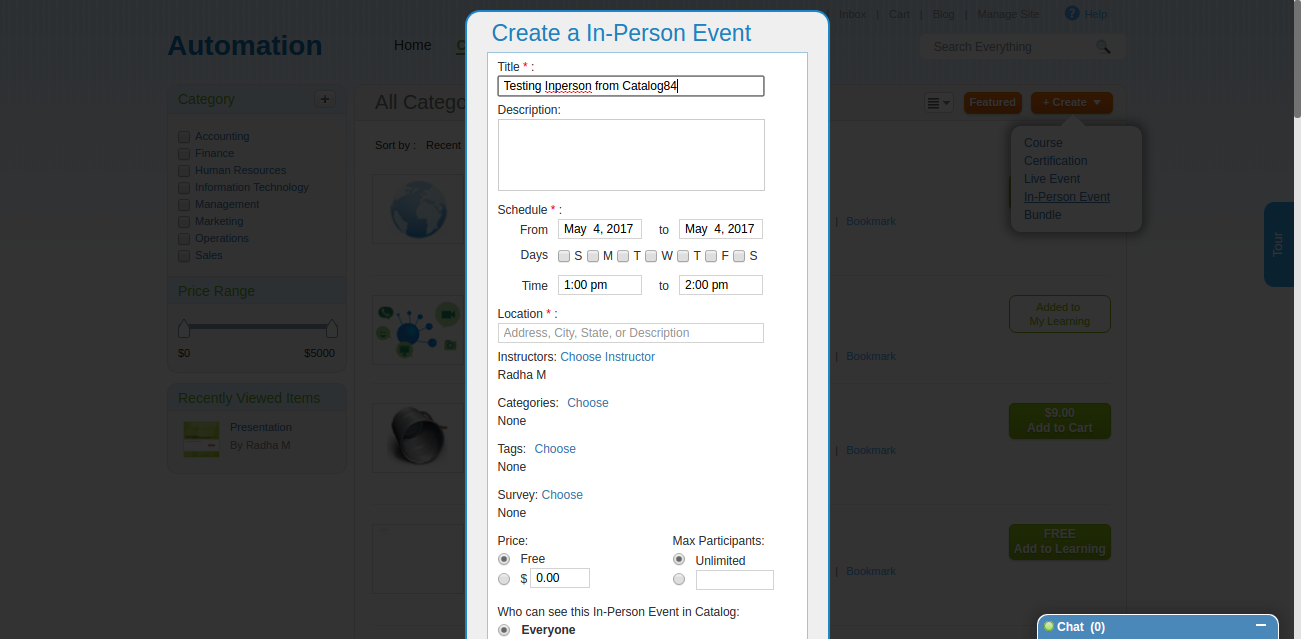 Inbox | Cart | Blog | Manage Site ? Help
Automation
Home
Search Everything
Category +
Accounting
Finance
Human Resources
Information Technology
Management
Marketing
Operations
Sales
Price Range
$0 $5000
Recently Viewed Items
Presentation
By Radha M
All Catego
Sort by : Recent
Featured
+ Create
Course
Certification
Live Event
In-Person Event
Bundle
| Bookmark
Tour
Added to
My Learning
| Bookmark
$9.00
Add to Cart
| Bookmark
FREE
Add to Learning
| Bookmark
Create a In-Person Event
Title * :
Testing Inperson from Catalog84
Description:
Schedule * :
From May 4, 2017 to May 4, 2017
Days S M T W T F S
Time 1:00 pm to 2:00 pm
Location * :
Address, City, State, or Description
Instructors: Choose Instructor
Radha M
Categories: Choose
None
Tags: Choose
None
Survey: Choose
None
Price: Max Participants:
Free Unlimited
$ 0.00
Who can see this In-Person Event in Catalog:
Everyone
Chat (0)